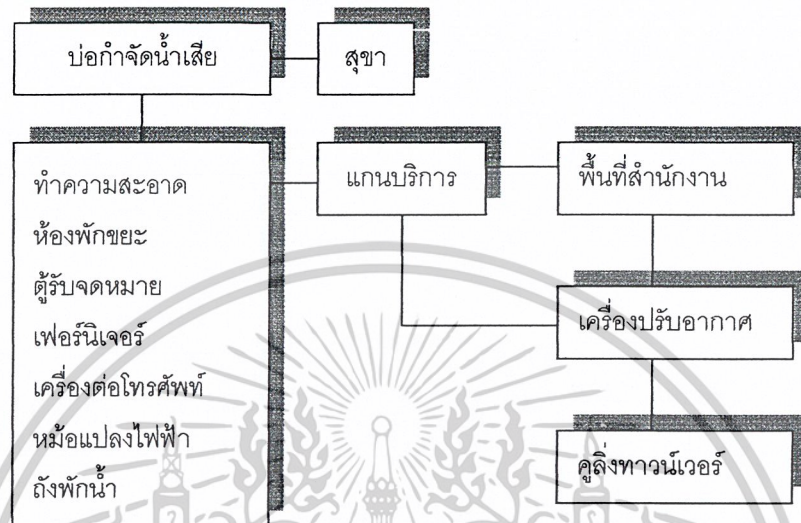 บ่อกำจัดน้ำเสีย
สุขา
ทำความสะอาด
ห้องพักขยะ
ตู้รับจดหมาย
เฟอร์นิเจอร์
เครื่องต่อโทรศัพท์
หม้อแปลงไฟฟ้า
ถังพักน้ำ
แกนบริการ
พื้นที่สำนักงาน
เครื่องปรับอากาศ
คูลิ่งทาวน์เวอร์